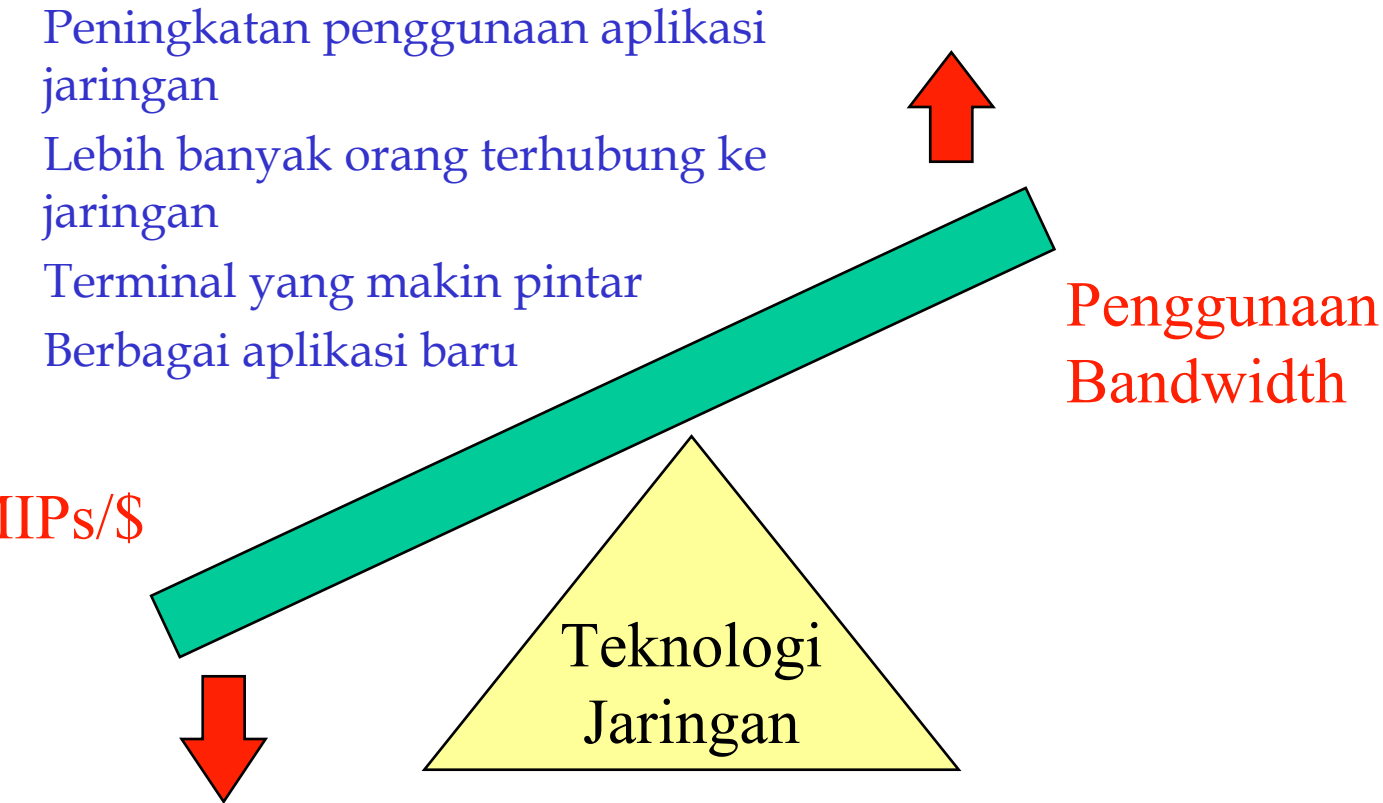 Peningkatan penggunaan aplikasi
jaringan
Lebih banyak orang terhubung ke
jaringan
Terminal yang makin pintar
Berbagai aplikasi baru
Penggunaan
Bandwidth
IIPs/$
Teknologi
Jaringan